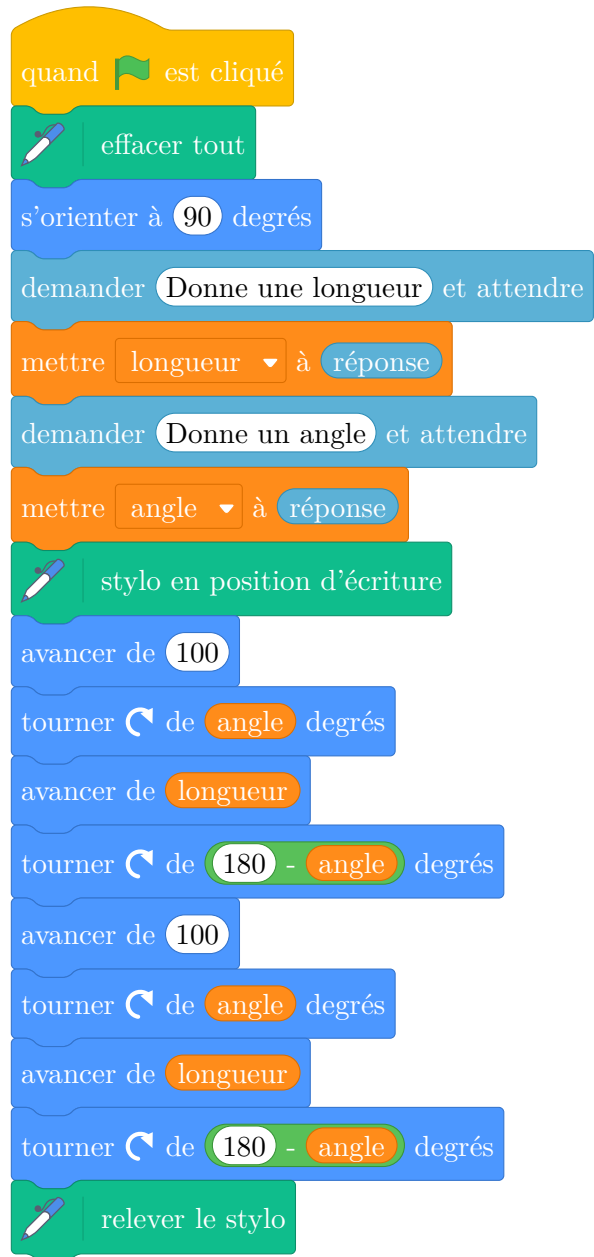 quand est cliqué
effacer tout
s'orienter à 90 degrés
demander Donne une longueur et attendre
mettre longueur à réponse
demander Donne un angle et attendre
mettre angle à réponse
stylo en position d'écriture
avancer de 100
tourner de angle degrés
avancer de longueur
tourner de 180 - angle degrés
avancer de 100
tourner de angle degrés
avancer de longueur
tourner de 180 - angle degrés
relever le stylo